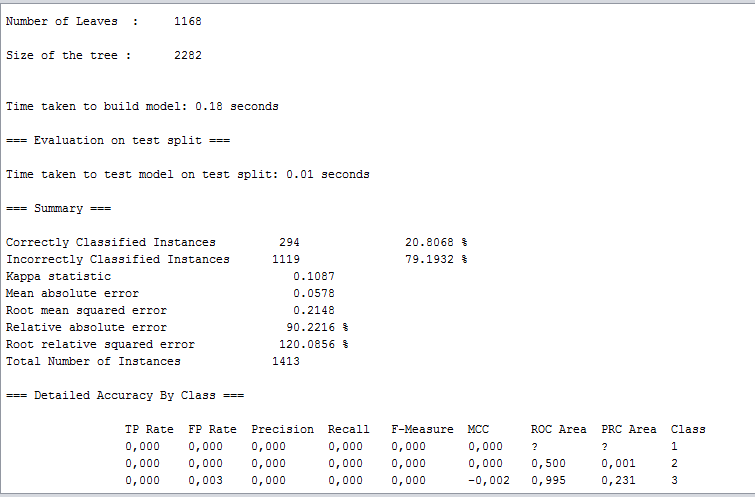 Number of Leaves  :     1168
Size of the tree :      2282
Time taken to build model: 0.18 seconds
=== Evaluation on test split ===
Time taken to test model on test split: 0.01 seconds
=== Summary ===
Correctly Classified Instances         294               20.8068 %
Incorrectly Classified Instances      1119               79.1932 %
Kappa statistic                          0.1087
Mean absolute error                      0.0578
Root mean squared error                  0.2148
Relative absolute error                 90.2216 %
Root relative squared error            120.0856 %
Total Number of Instances             1413
=== Detailed Accuracy By Class ===
TP Rate  FP Rate  Precision  Recall   F-Measure  MCC      ROC Area  PRC Area  Class
0,000    0,000    0,000      0,000    0,000      0,000    ?         ?         1
0,000    0,000    0,000      0,000    0,000      0,000    0,500     0,001     2
0,000    0,003    0,000      0,000    0,000      -0,002   0,995     0,231     3